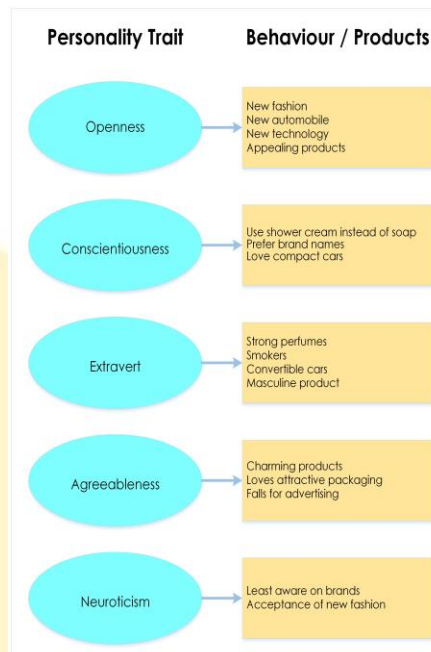 Personality Trait
Behaviour / Products
Openness
New fashion
New automobile
New technology
Appealing products
Conscientiousness
Use shower cream instead of soap
Prefer brand names
Love compact cars
Extravert
Strong perfumes
Smokers
Convertible cars
Masculine product
Agreeableness
Charming products
Loves attractive packaging
Falls for advertising
Neuroticism
Least aware on brands
Acceptance of new fashion